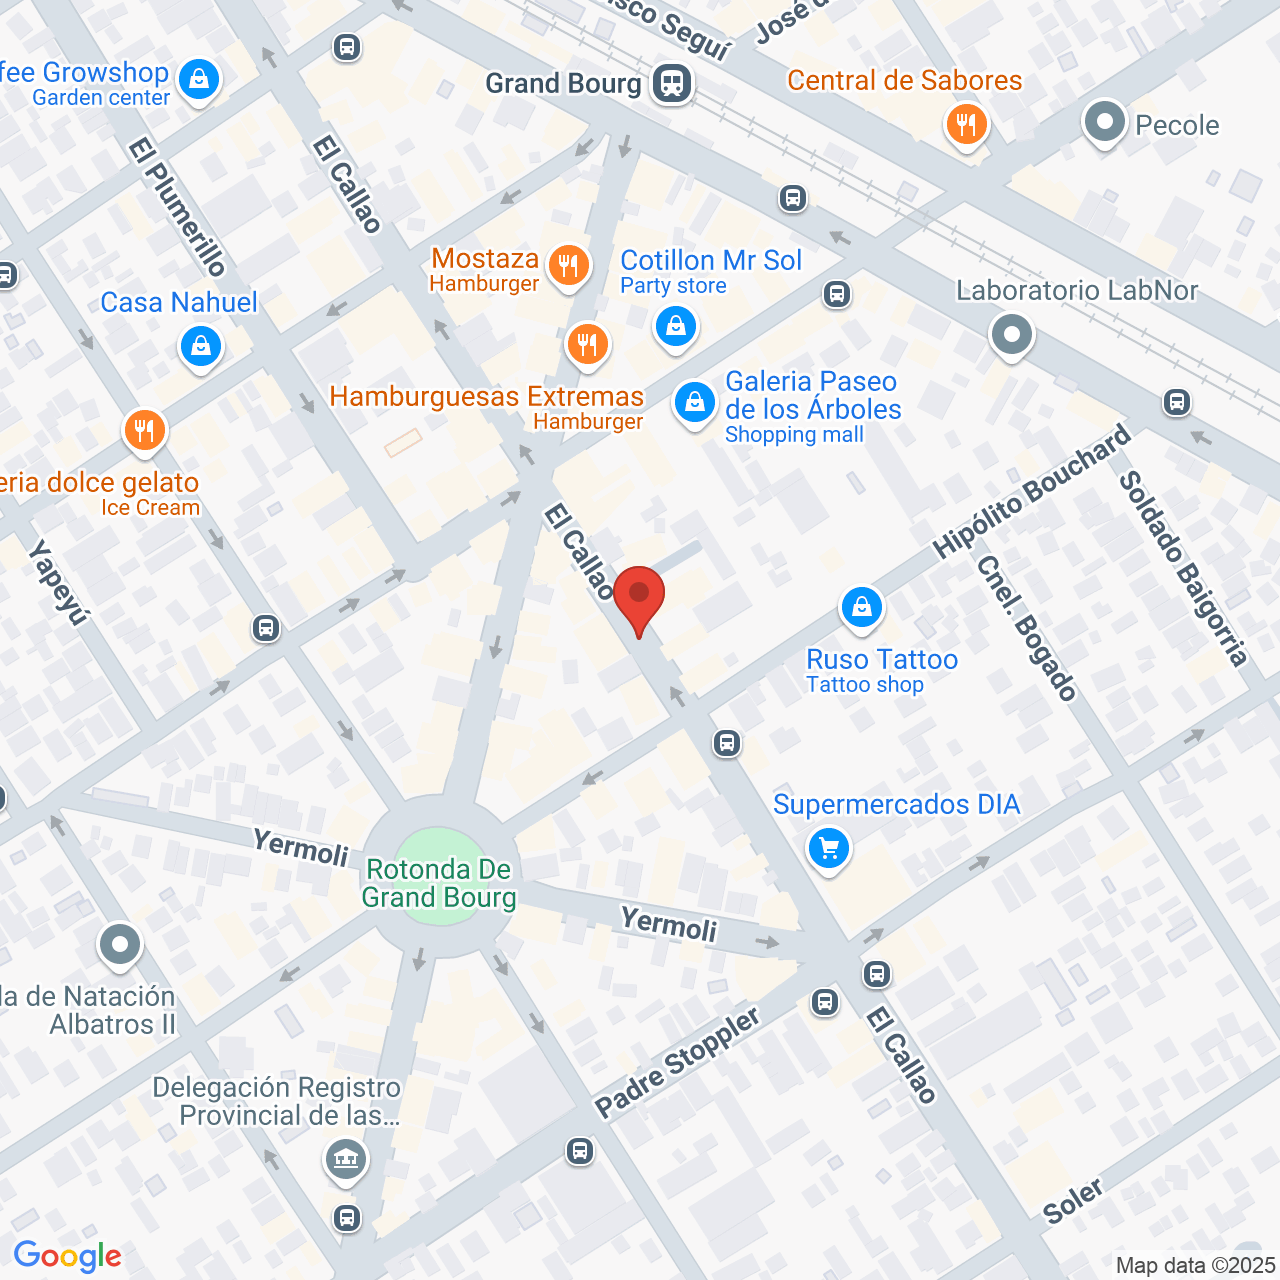 José
Seguí
fee Growshop
Garden center
Grand Bourg
Central de Sabores
Pecole
El Plumerillo
El Callao
Mostaza
Hamburger
Cotillon Mr Sol
Party store
Casa Nahuel
Laboratorio LabNor
Hamburguesas Extremas
Hamburger
Galeria Paseo
de los Árboles
Shopping mall
eria dolce gelato
Ice Cream
Hipólito Bouchard
Soldado Baigorria
Yapeyú
El Callao
Cnel. Bogado
Ruso Tattoo
Tattoo shop
Supermercados DIA
Yermoli
Rotonda De
Grand Bourg
Yermoli
la de Natación
Albatros II
El Callao
Padre Stoppler
Delegación Registro
Provincial de las...
Soler
Google
Map data ©2025